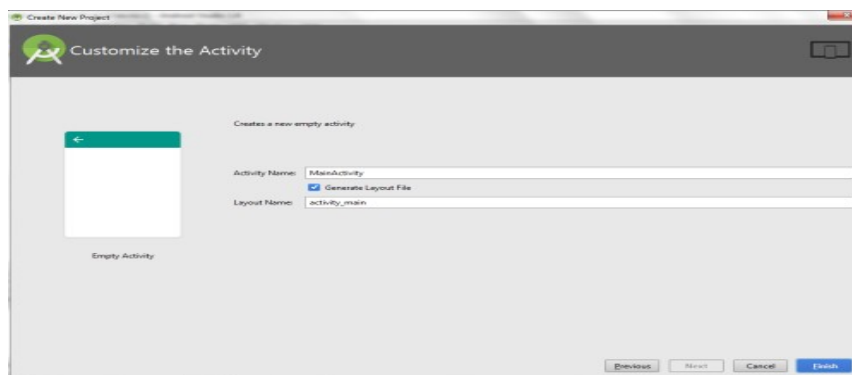 Create New Project
Customize the Activity
Creates a new empty activity
Activity Name: MainActivity
Generate Layout File
Layout Name: activity_main
Empty Activity
Previous Next Cancel Finish